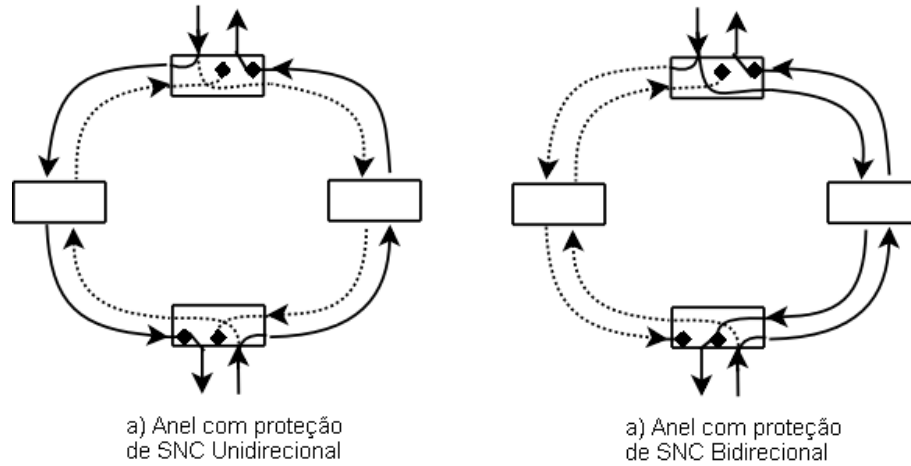 a) Anel com proteção
de SNC Unidirecional
a) Anel com proteção
de SNC Bidirecional